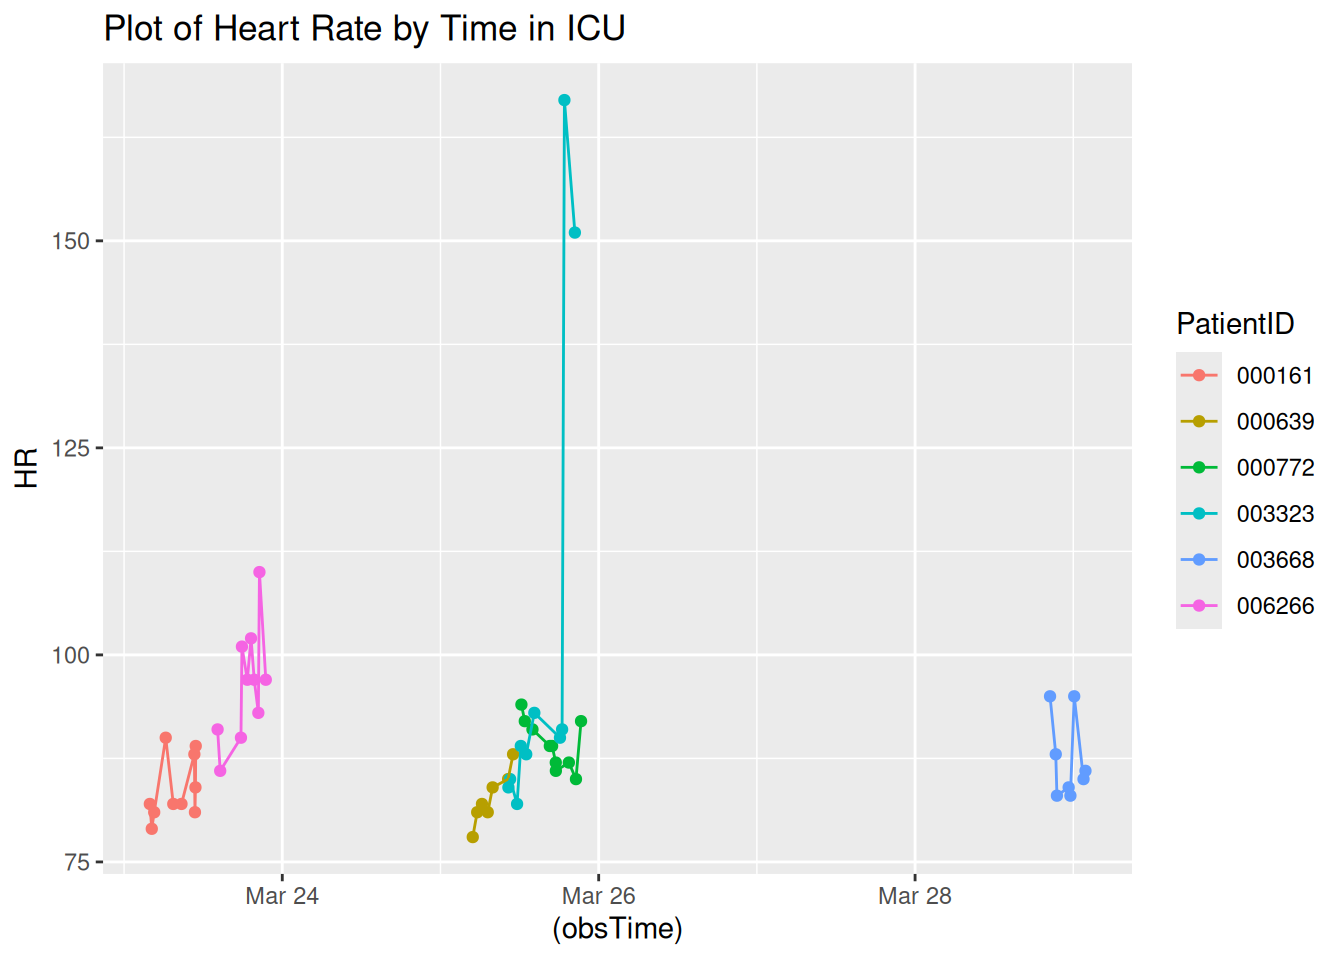 Plot of Heart Rate by Time in ICU
HR
150
125
100
75
Mar 24
Mar 26
Mar 28
(obsTime)
PatientID
000161
000639
000772
003323
003668
006266